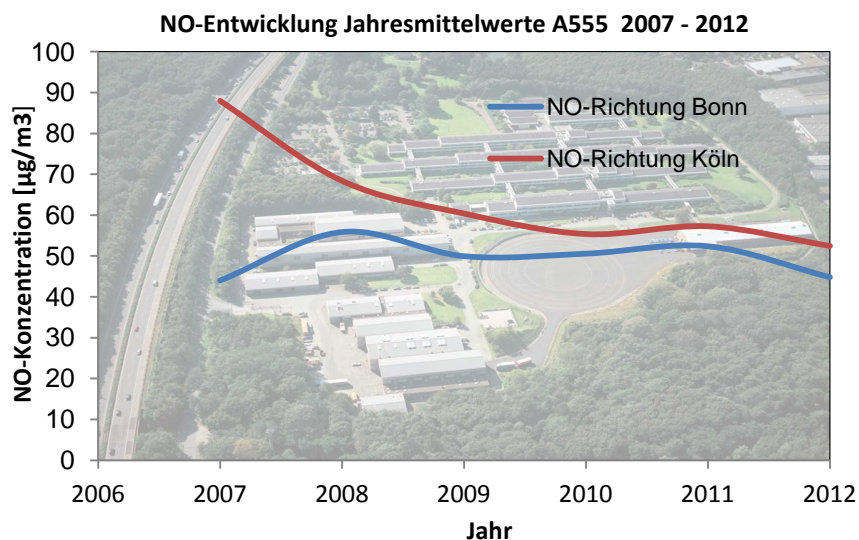 NO-Entwicklung Jahresmittelwerte A555 2007 - 2012
NO-Konzentration [µg/m3]
100
90
80
70
60
50
40
30
20
10
0
NO-Richtung Bonn
NO-Richtung Köln
2006 2007 2008 2009 2010 2011 2012
Jahr